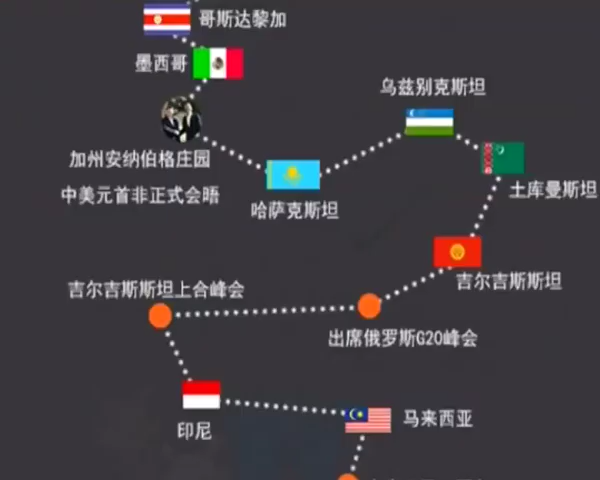 哥斯达黎加
墨西哥
乌兹别克斯坦
加州安纳伯格庄园
中美元首非正式会晤
哈萨克斯坦
土库曼斯坦
吉尔吉斯斯坦
吉尔吉斯斯坦上合峰会
出席俄罗斯G20峰会
印尼
马来西亚